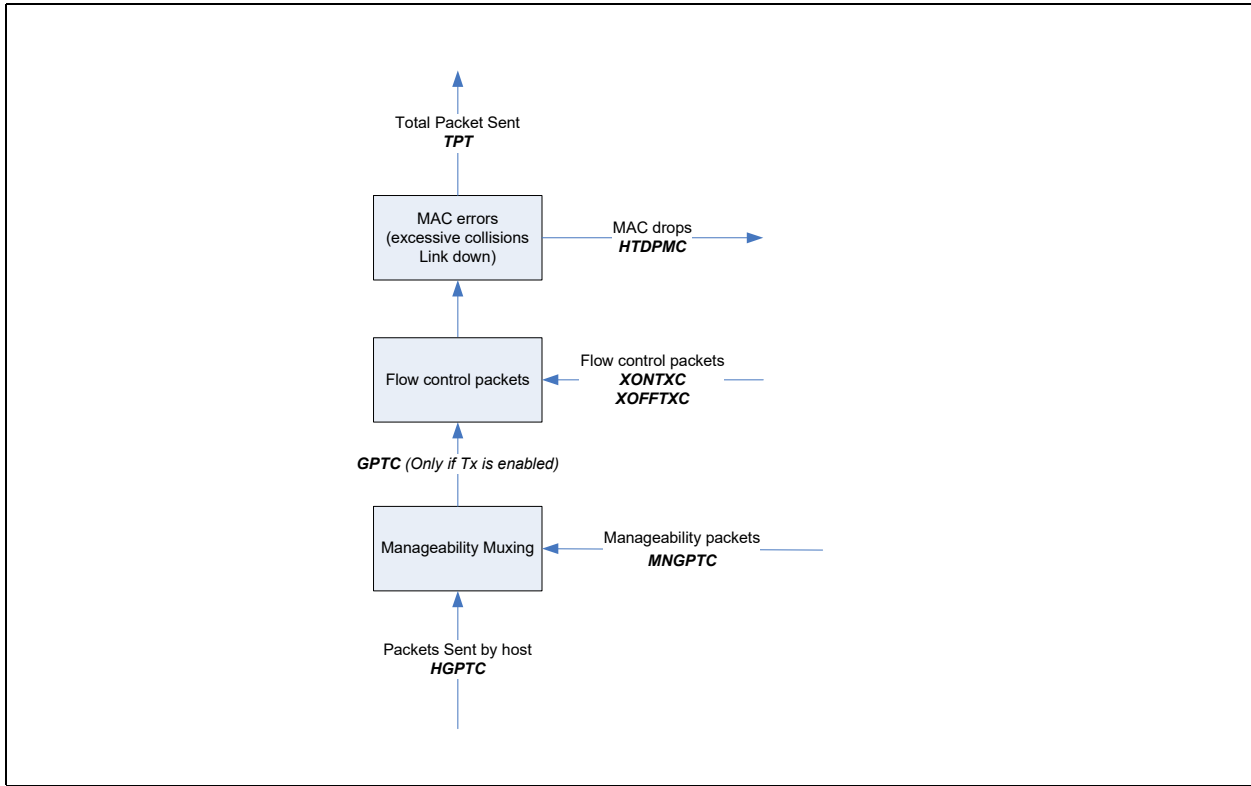 Total Packet Sent
TPT
MAC errors
(excessive collisions
Link down)
MAC drops
HTDPMC
Flow control packets
Flow control packets
XONTXC
XOFFTXC
GPTC (Only if Tx is enabled)
Manageability Muxing
Manageability packets
MNGPTC
Packets Sent by host
HGPTC